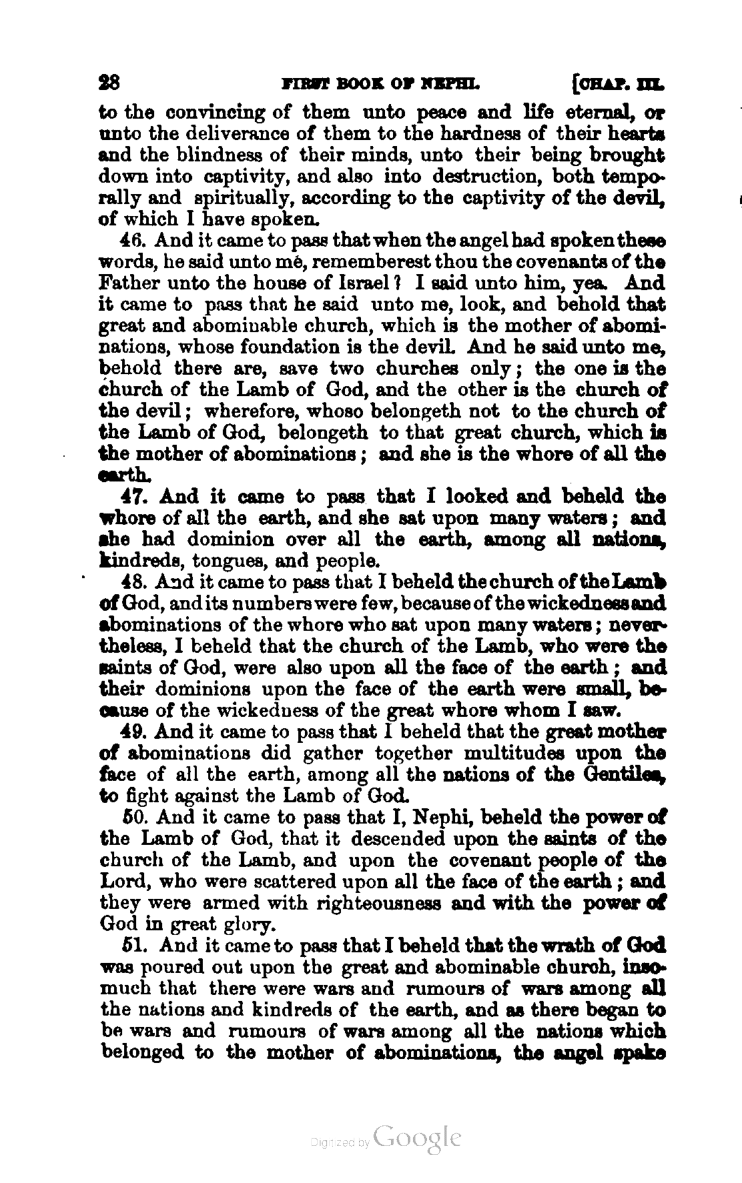 28 FIRST BOOK OF NEPHI. [CHAP. III.
to the convincing of them unto peace and life eternal, or
unto the deliverance of them to the hardness of their hearts
and the blindness of their minds, unto their being brought
down into captivity, and also into destruction, both tempo-
rally and spiritually, according to the captivity of the devil,
of which I have spoken.
46. And it came to pass that when the angel had spoken these
words, he said unto me, rememberest thou the covenants of the
Father unto the house of Israel? I said unto him, yea. And
it came to pass that he said unto me, look, and behold that
great and abominable church, which is the mother of abomi-
nations, whose foundation is the devil. And he said unto me,
behold there are, save two churches only; the one is the
church of the Lamb of God, and the other is the church of
the devil; wherefore, whoso belongeth not to the church of
the Lamb of God, belongeth to that great church, which is
the mother of abominations; and she is the whore of all the
earth.
47. And it came to pass that I looked and beheld the
whore of all the earth, and she sat upon many waters; and
she had dominion over all the earth, among all nations,
kindreds, tongues, and people.
48. And it came to pass that I beheld the church of the Lamb
of God, and its numbers were few, because of the wickedness and
abominations of the whore who sat upon many waters; never-
theless, I beheld that the church of the Lamb, who were the
saints of God, were also upon all the face of the earth; and
their dominions upon the face of the earth were small, be-
cause of the wickedness of the great whore whom I saw.
49. And it came to pass that I beheld that the great mother
of abominations did gather together multitudes upon the
face of all the earth, among all the nations of the Gentiles,
to fight against the Lamb of God.
50. And it came to pass that I, Nephi, beheld the power of
the Lamb of God, that it descended upon the saints of the
church of the Lamb, and upon the covenant people of the
Lord, who were scattered upon all the face of the earth; and
they were armed with righteousness and with the power of
God in great glory.
51. And it came to pass that I beheld that the wrath of God
was poured out upon the great and abominable church, inso-
much that there were wars and rumours of wars among all
the nations and kindreds of the earth, and as there began to
be wars and rumours of wars among all the nations which
belonged to the mother of abominations, the angel spake
Digitized by Google